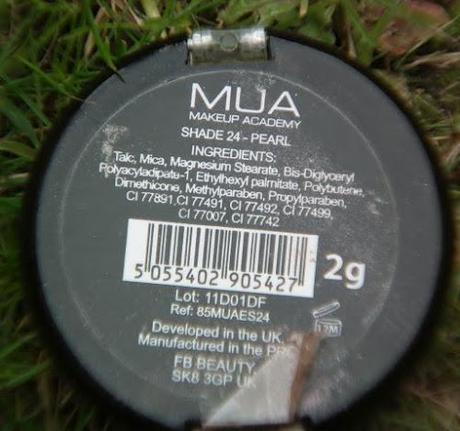 MUA
MAKEUP ACADEMY
SHADE 24 - PEARL
INGREDIENTS:
Talc, Mica, Magnesium Stearate, Bis-Diglyceryl
Polyacyladipate-1, Ethylhexyl palmitate, Polybutene,
Dimethicone, Methylparaben, Propylparaben,
CI 77891, CI 77491, CI 77492, CI 77499,
CI 77007, CI 77742
5 055402 905427
2g
Lot: 11D01DF
Ref: 85MUAES24
12M
Developed in the UK,
Manufactured in the
FB BEAUTY
SK8 3GP UK